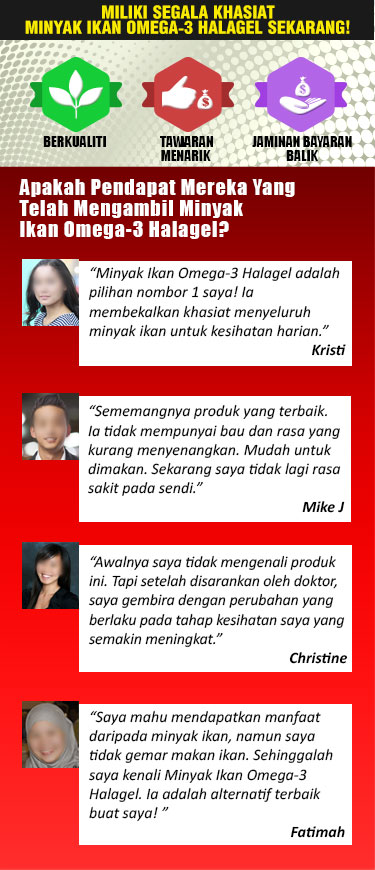 MILIKI SEGALA KHASIAT
MINYAK IKAN OMEGA-3 HALAGEL SEKARANG!
BERKUALITI
TAWARAN
MENARIK
JAMINAN BAYARAN
BALIK
Apakah Pendapat Mereka Yang
Telah Mengambil Minyak
Ikan Omega-3 Halagel?
“Minyak Ikan Omega-3 Halagel adalah
pilihan nombor 1 saya! Ia
membekalkan khasiat menyeluruh
minyak ikan untuk kesihatan harian.”
Kristi
“Sememangnya produk yang terbaik.
Ia tidak mempunyai bau dan rasa yang
kurang menyenangkan. Mudah untuk
dimakan. Sekarang saya tidak lagi rasa
sakit pada sendi.”
Mike J
“Awalnya saya tidak mengenali produk
ini. Tapi setelah disarankan oleh doktor,
saya gembira dengan perubahan yang
berlaku pada tahap kesihatan saya yang
semakin meningkat.”
Christine
“Saya mahu mendapatkan manfaat
daripada minyak ikan, namun saya
tidak gemar makan ikan. Sehinggalah
saya kenali Minyak Ikan Omega-3
Halagel. Ia adalah alternatif terbaik
buat saya! ”
Fatimah